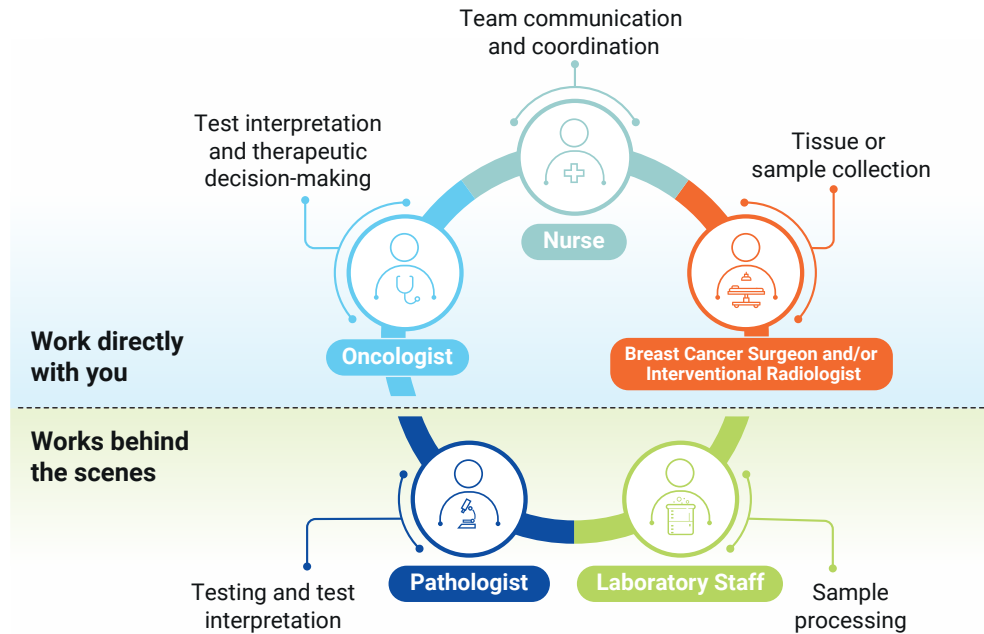 Team communication
and coordination
Test interpretation
and therapeutic
decision-making
Tissue or
sample collection
Nurse
Oncologist
Breast Cancer Surgeon and/or
Interventional Radiologist
Work directly
with you
Works behind
the scenes
Pathologist
Laboratory Staff
Testing and test
interpretation
Sample
processing